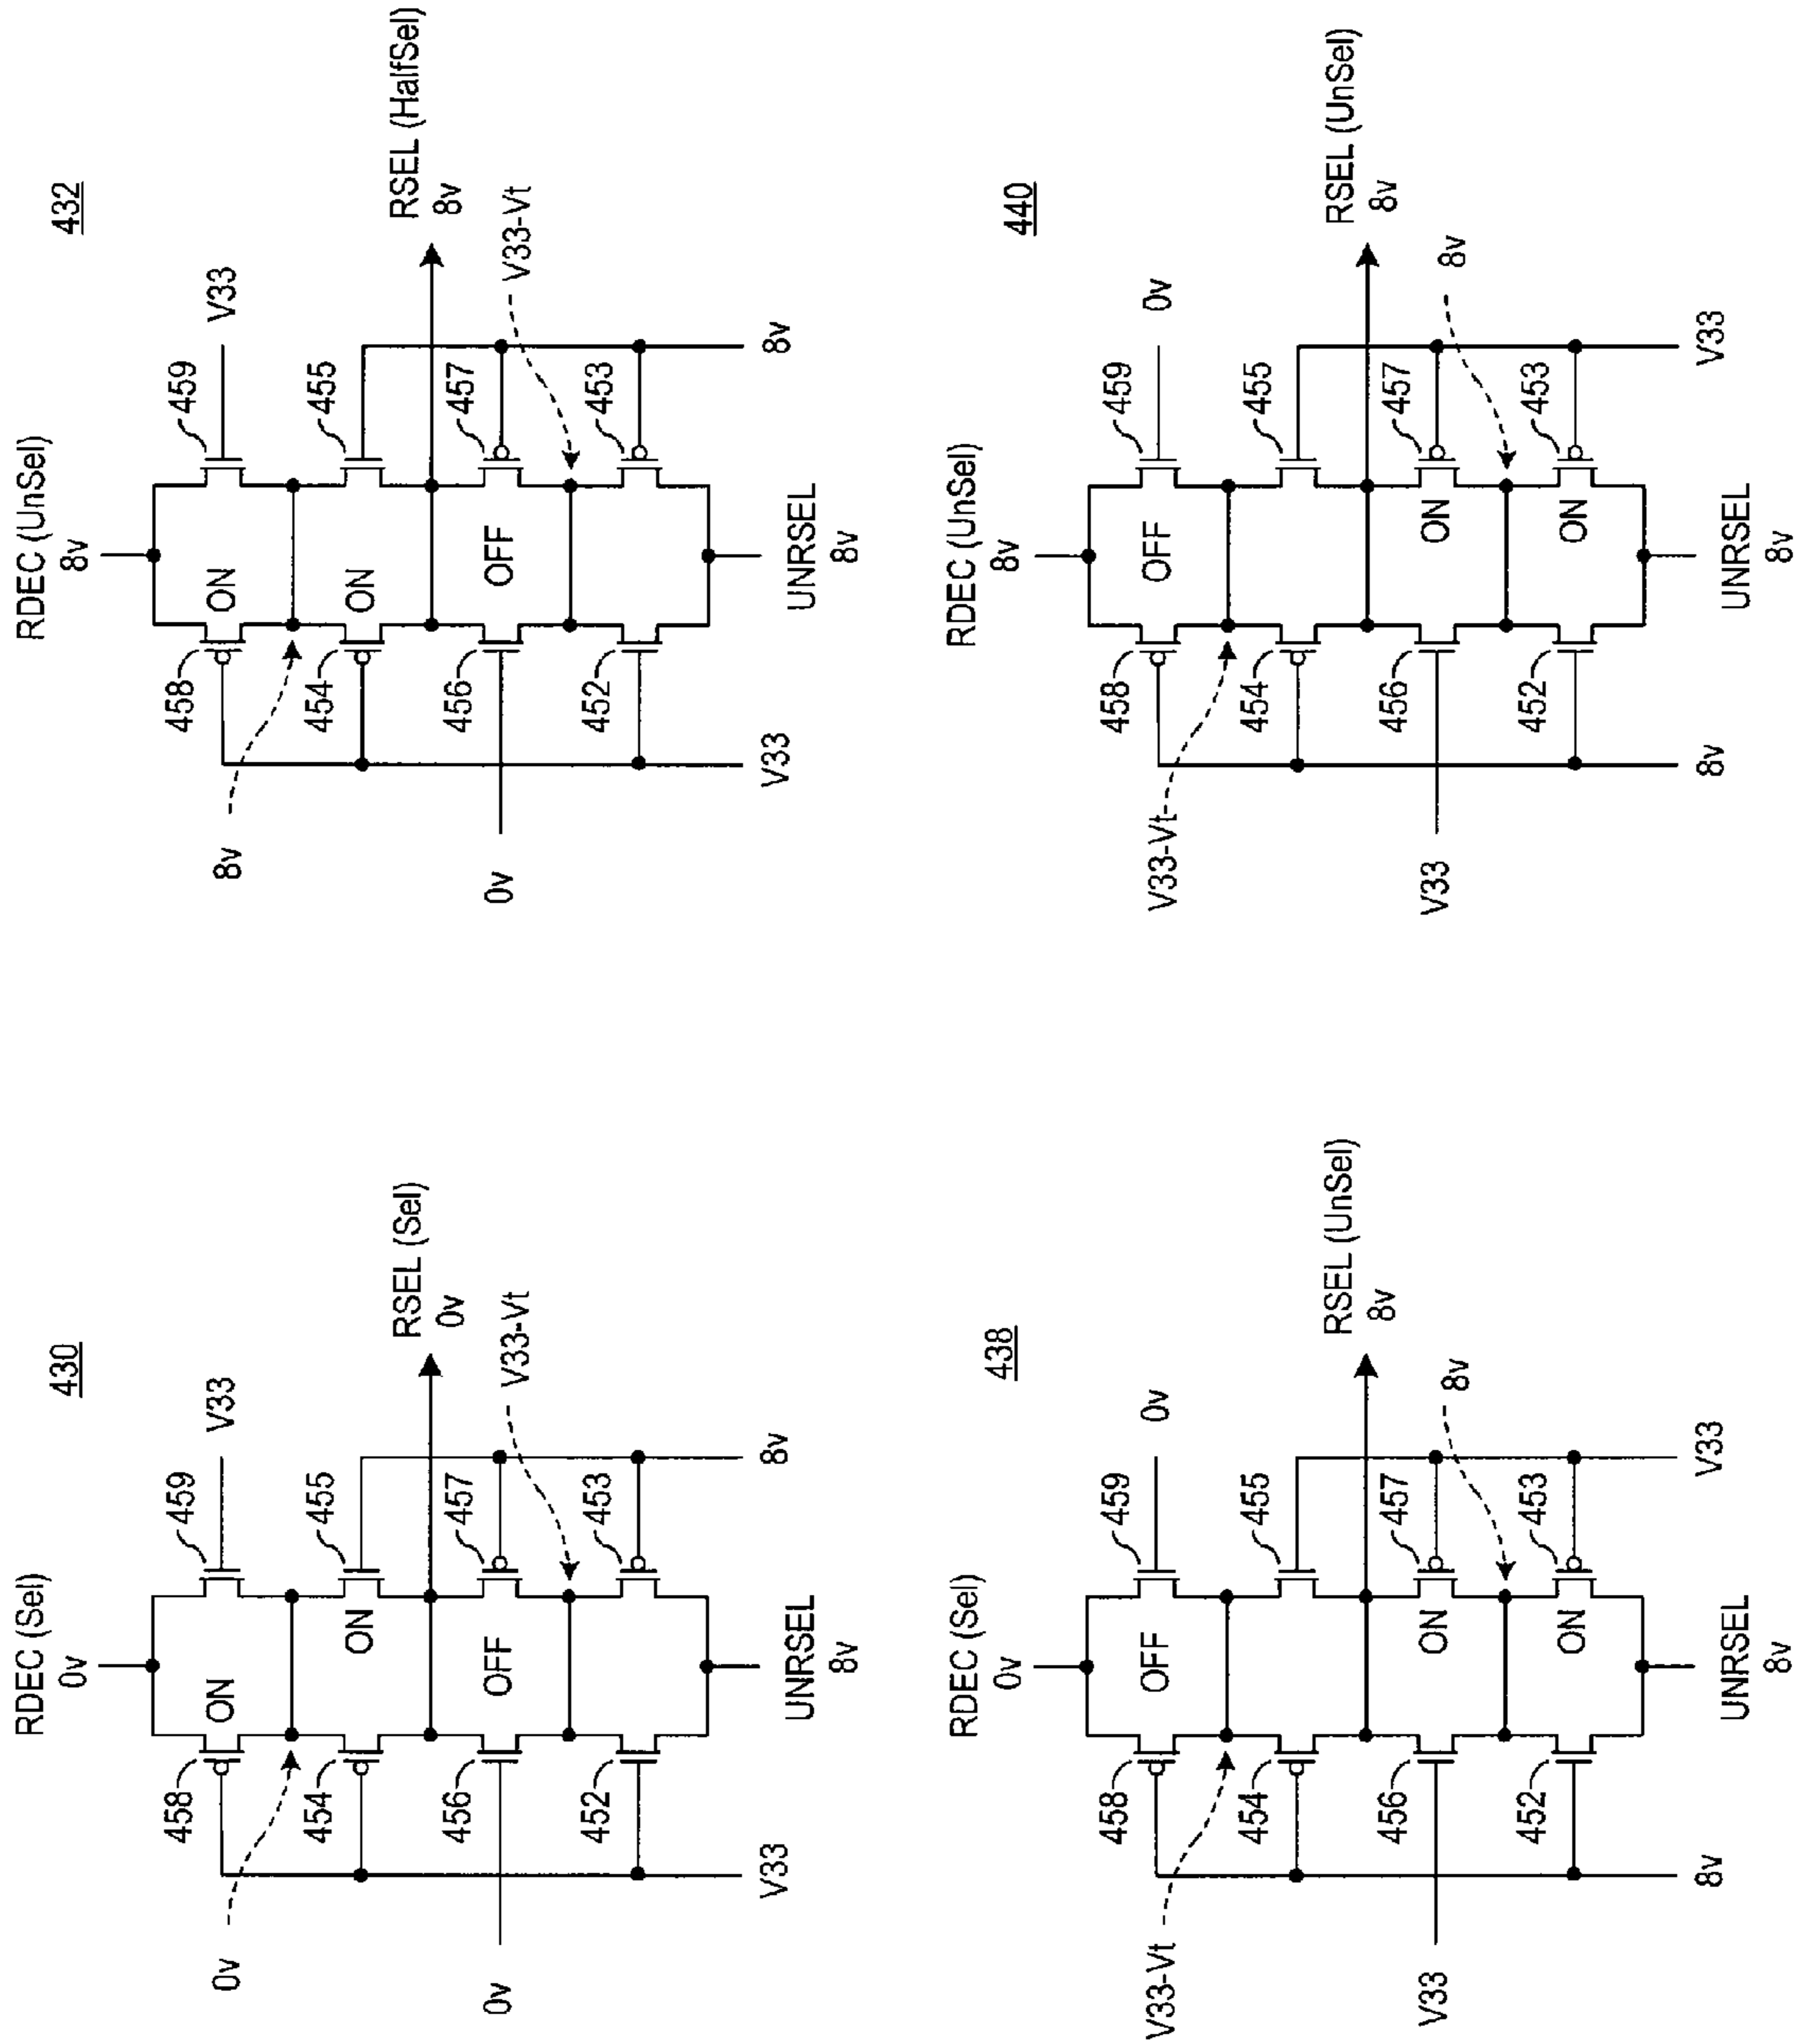 430
RDEC (Sel)
0v
458
ON
459
V33
0v
454
ON
455
RSEL (Sel)
0v
456
OFF
457
V33-Vt
0v
452
453
V33
UNRSEL
8v
8v
432
RDEC (UnSel)
8v
458
ON
459
V33
8v
454
ON
455
RSEL (HalfSel)
8v
456
OFF
457
V33-Vt
0v
452
453
V33
UNRSEL
8v
8v
438
RDEC (Sel)
0v
458
OFF
459
0v
V33-Vt
454
455
RSEL (UnSel)
8v
456
ON
457
8v
V33
452
ON
453
8v
UNRSEL
8v
V33
440
RDEC (UnSel)
8v
458
OFF
459
0v
V33-Vt
454
455
RSEL (UnSel)
8v
456
ON
457
8v
V33
452
ON
453
8v
UNRSEL
8v
V33